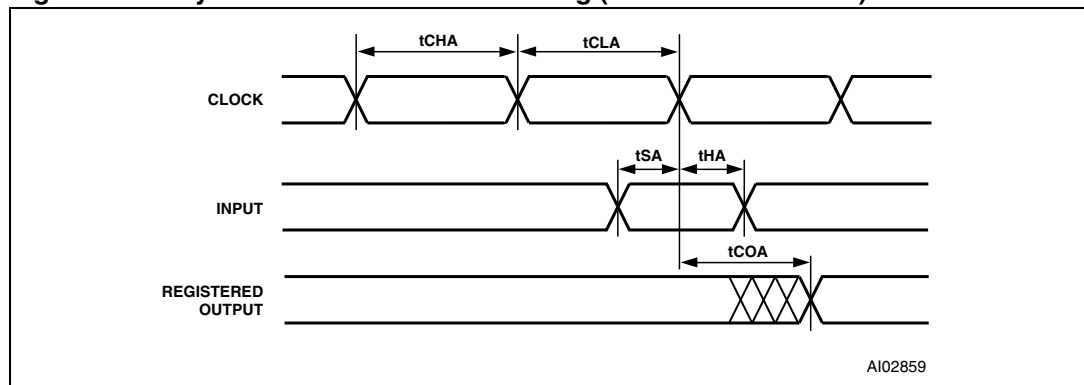 tCHA tCLA
CLOCK
tSA tHA
INPUT
tCOA
REGISTERED
OUTPUT
AI02859